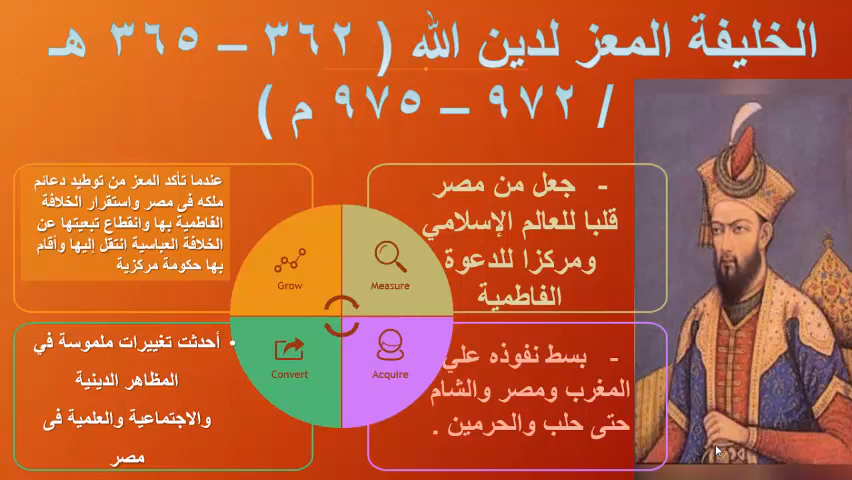 الخليفة المعز لدين الله ( ٣٦٢ – ٣٦٥ هـ
/ ٩٧٢ – ٩٧٥ م )
- جعل من مصر
قلبا للعالم الإسلامي
ومركزا للدعوة
الفاطمية
عندما تأكد المعز من توطيد دعائم
ملكه فى مصر واستقرار الخلافة
الفاطمية بها وانقطاع تبعيتها عن
الخلافة العباسية انتقل إليها وأقام
بها حكومة مركزية
Grow
Measure
Convert
Acquire
- بسط نفوذه علي
المغرب ومصر والشام
حتى حلب والحرمين .
• أحدثت تغييرات ملموسة في
المظاهر الدينية
والاجتماعية والعلمية فى
مصر